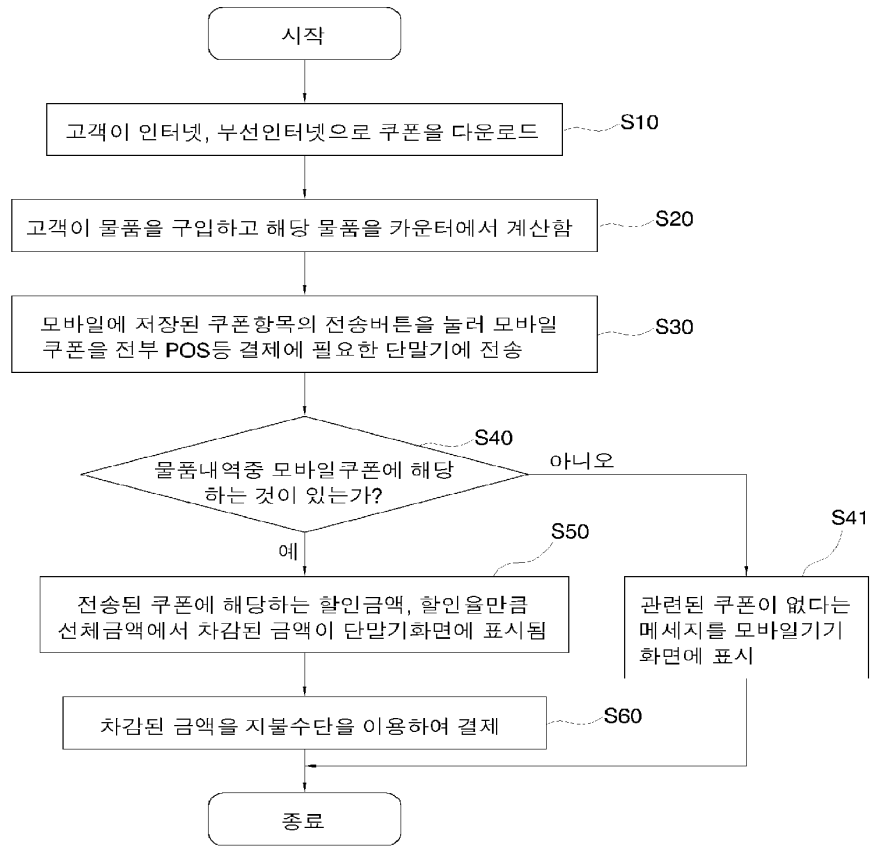 시작
고객이 인터넷, 무선인터넷으로 쿠폰을 다운로드
S10
고객이 물품을 구입하고 해당 물품을 카운터에서 계산함
S20
모바일에 저장된 쿠폰항목의 전송버튼을 눌러 모바일
쿠폰을 전부 POS등 결제에 필요한 단말기에 전송
S30
S40
물품내역중 모바일쿠폰에 해당
하는 것이 있는가?
아니오
예
S50
S41
전송된 쿠폰에 해당하는 할인금액, 할인율만큼
선체금액에서 차감된 금액이 단말기화면에 표시됨
관련된 쿠폰이 없다는
메세지를 모바일기기
화면에 표시
차감된 금액을 지불수단을 이용하여 결제
S60
종료